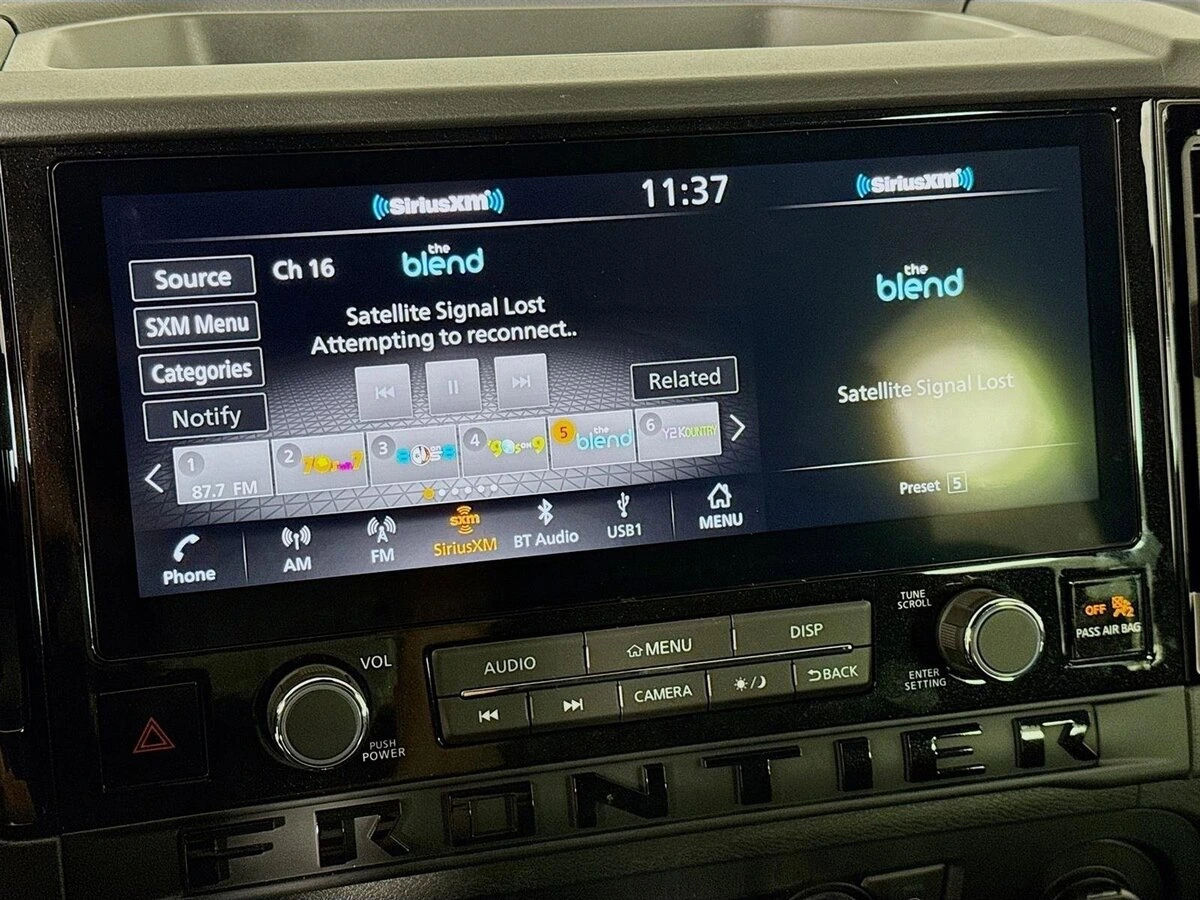 SiriusXM
11:37
SiriusXM
Source
Ch 16
the
blend
SXM Menu
Satellite Signal Lost
Attempting to reconnect..
Categories
Notify
Related
1
87.7 FM
2
3
4
5
the
blend
6
Y2KOUNTRY
the
blend
Satellite Signal Lost
Preset 5
Phone
AM
FM
sxm
SiriusXM
BT Audio
USB1
MENU
VOL
PUSH
POWER
AUDIO
MENU
DISP
CAMERA
BACK
TUNE
SCROLL
ENTER
SETTING
OFF
2
PASS AIR BAG
FRONTIER